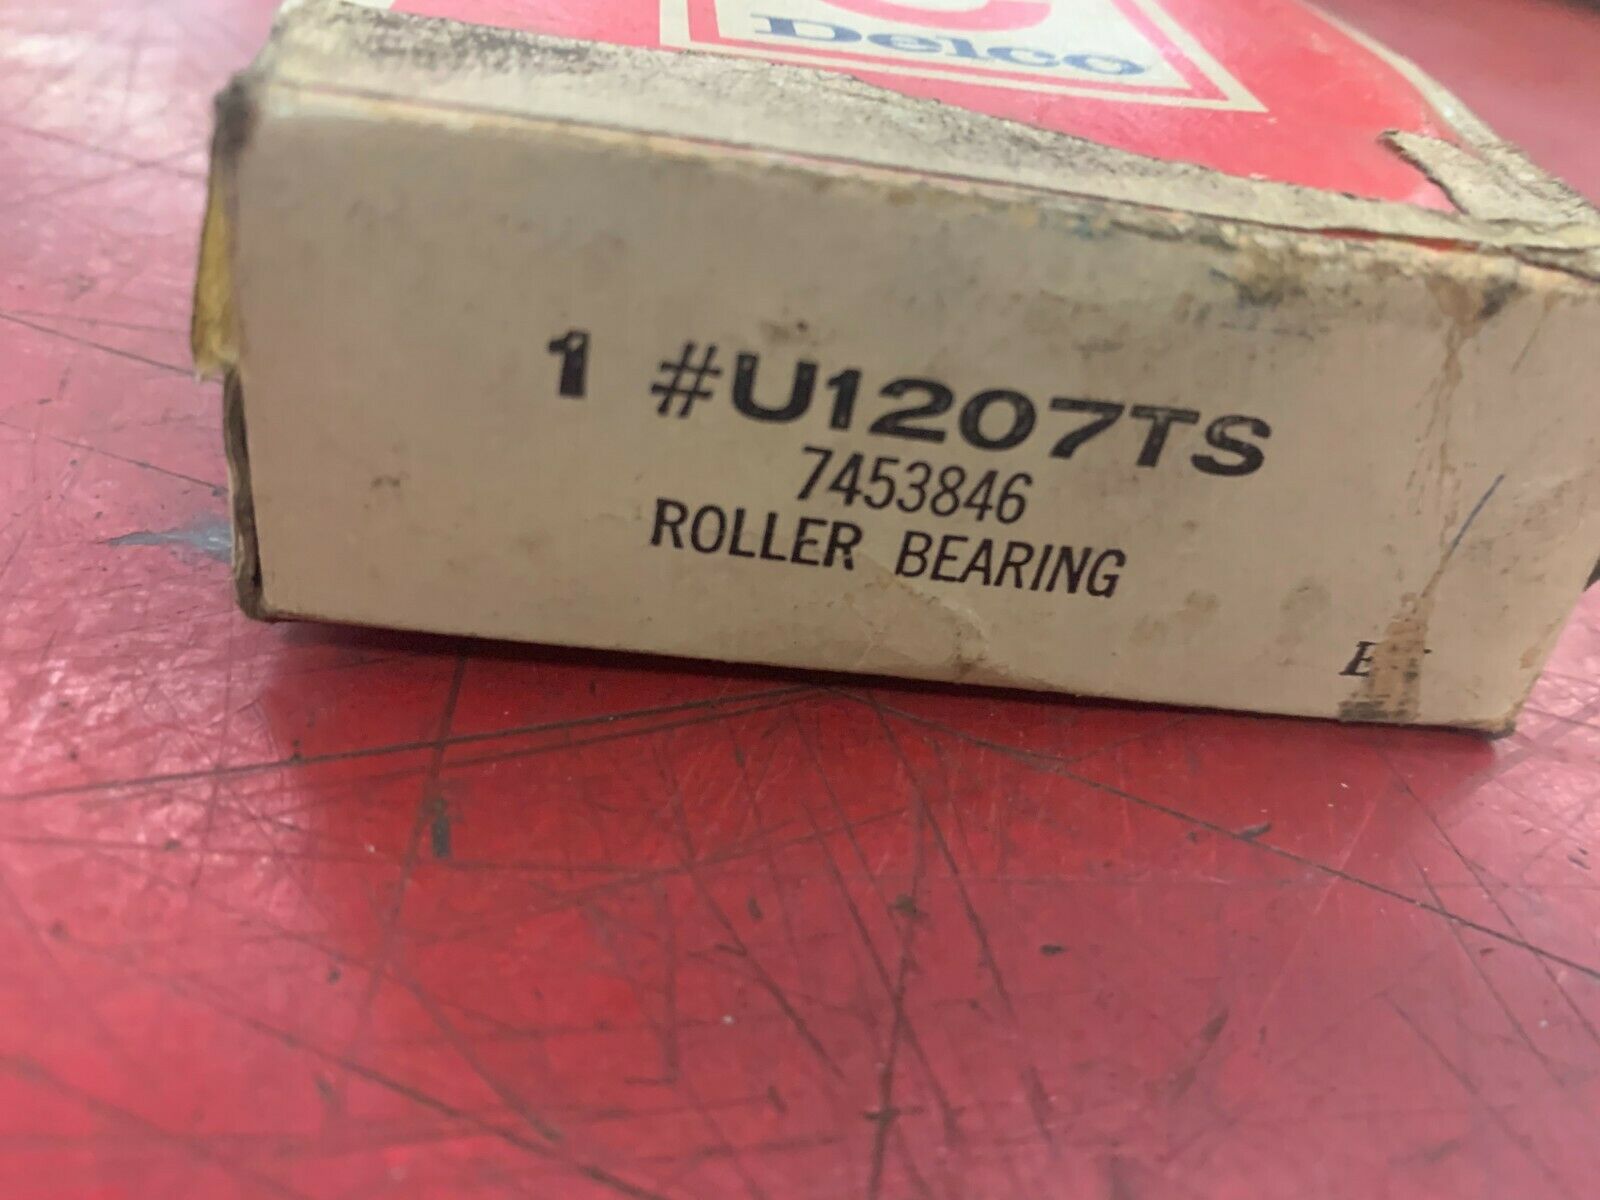 Delco
1 #U1207TS
7453846
ROLLER BEARING